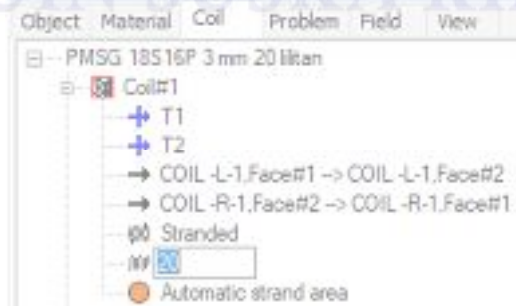 Object Material Coil Problem Field View
PMSG 18S16P 3 mm 20 lilitan
Coil#1
T1
T2
COIL -L-1,Face#1 --> COIL -L-1,Face#2
COIL -R-1,Face#2 --> COIL -R-1,Face#1
Stranded
20
Automatic strand area